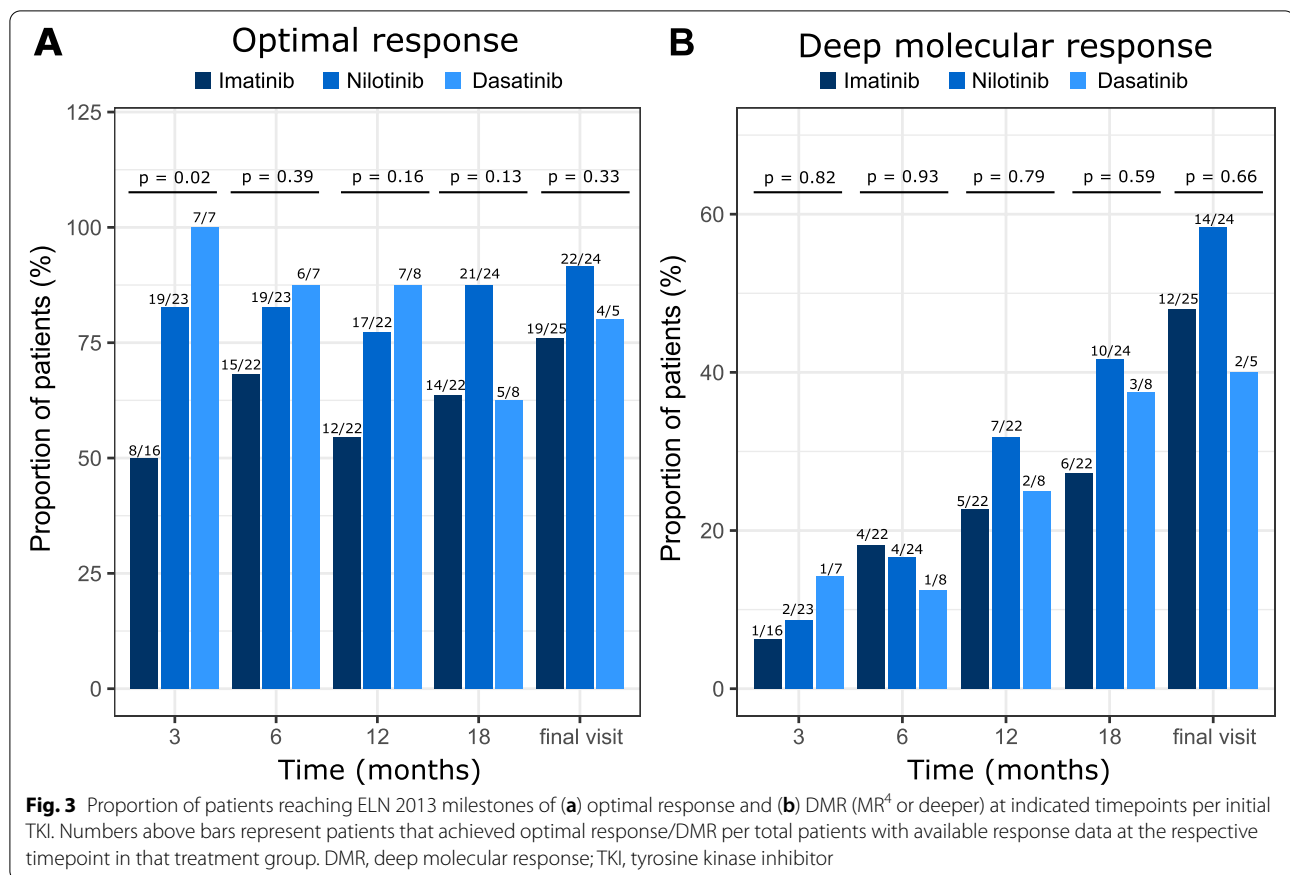 A Optimal response
Imatinib Nilotinib Dasatinib
125
100
75
50
25
0
Proportion of patients (%)
p = 0.02 p = 0.39 p = 0.16 p = 0.13 p = 0.33
8/16 19/23 7/7
15/22 19/23 6/7
12/22 17/22 7/8
14/22 21/24 5/8
19/25 22/24 4/5
3 6 12 18 final visit
Time (months)
B Deep molecular response
Imatinib Nilotinib Dasatinib
60
40
20
0
Proportion of patients (%)
p = 0.82 p = 0.93 p = 0.79 p = 0.59 p = 0.66
1/16 2/23 1/7
4/22 4/24 1/8
5/22 7/22 2/8
6/22 10/24 3/8
12/25 14/24 2/5
3 6 12 18 final visit
Time (months)
Fig. 3 Proportion of patients reaching ELN 2013 milestones of (a) optimal response and (b) DMR (MR⁴ or deeper) at indicated timepoints per initial
TKI. Numbers above bars represent patients that achieved optimal response/DMR per total patients with available response data at the respective
timepoint in that treatment group. DMR, deep molecular response; TKI, tyrosine kinase inhibitor